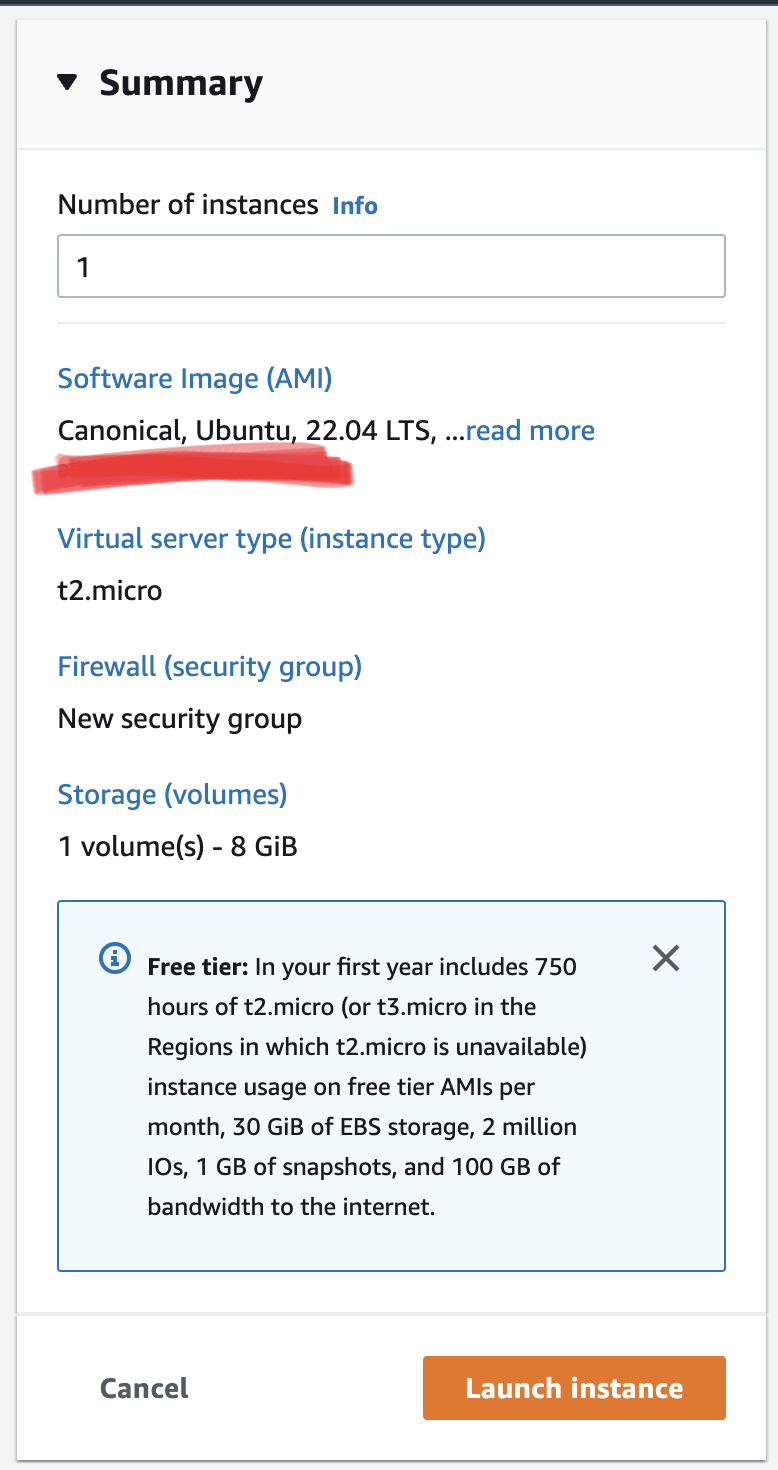 Summary
Number of instances Info
1
Software Image (AMI)
Canonical, Ubuntu, 22.04 LTS, ...read more
Virtual server type (instance type)
t2.micro
Firewall (security group)
New security group
Storage (volumes)
1 volume(s) - 8 GiB
Free tier: In your first year includes 750
hours of t2.micro (or t3.micro in the
Regions in which t2.micro is unavailable)
instance usage on free tier AMIs per
month, 30 GiB of EBS storage, 2 million
IOs, 1 GB of snapshots, and 100 GB of
bandwidth to the internet.
Cancel Launch instance